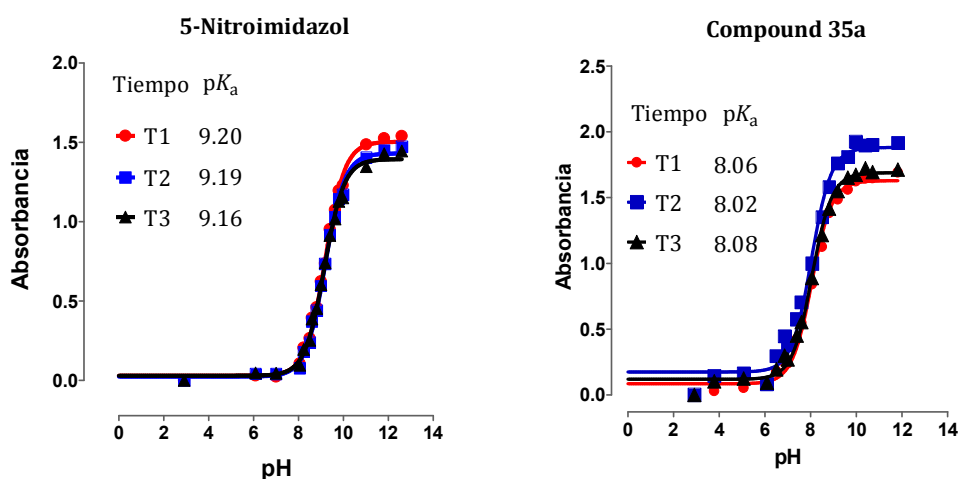 5-Nitroimidazol
2.0
1.5
1.0
0.5
0.0
Absorbancia
Tiempo pKa
T1 9.20
T2 9.19
T3 9.16
0 2 4 6 8 10 12 14
pH
Compound 35a
2.5
2.0
1.5
1.0
0.5
0.0
Absorbancia
Tiempo pKa
T1 8.06
T2 8.02
T3 8.08
0 2 4 6 8 10 12 14
pH